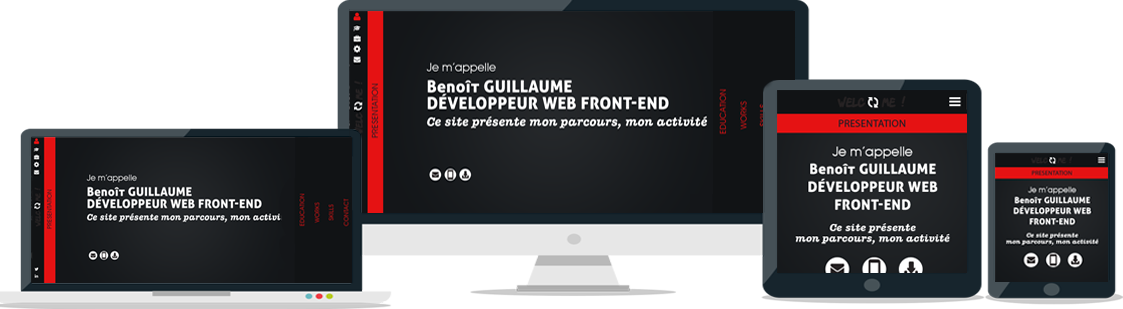 PRESENTATION
Je m'appelle
Benoît GUILLAUME
DÉVELOPPEUR WEB FRONT-END
Ce site présente mon parcours, mon activi
EDUCATION
WORKS
SKILLS
CONTACT
PRESENTATION
Je m'appelle
Benoît GUILLAUME
DÉVELOPPEUR WEB FRONT-END
Ce site présente mon parcours, mon activité
EDUCATION
WORKS
VELC ME !
PRESENTATION
Je m'appelle
Benoît GUILLAUME
DÉVELOPPEUR WEB
FRONT-END
Ce site présente
mon parcours, mon activité
PRESENTATION
Je m'appelle
Benoît GUILLAUME
DÉVELOPPEUR WEB
FRONT-END
Ce site présente
mon parcours, mon activité